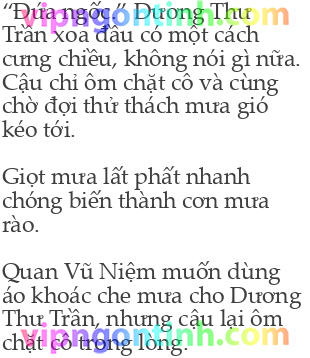 “Đứa ngốc.” Dương Thư
Trần xoa đầu cô một cách
cưng chiều, không nói gì nữa.
Cậu chỉ ôm chặt cô và cùng
chờ đợi thử thách mưa gió
kéo tới.
Giọt mưa lất phất nhanh
chóng biến thành cơn mưa
rào.
Quan Vũ Niệm muốn dùng
áo khoác che mưa cho Dương
Thư Trần, nhưng cậu lại ôm
chặt cô trong lòng.
vipngontinh.com
vipngontinh.com